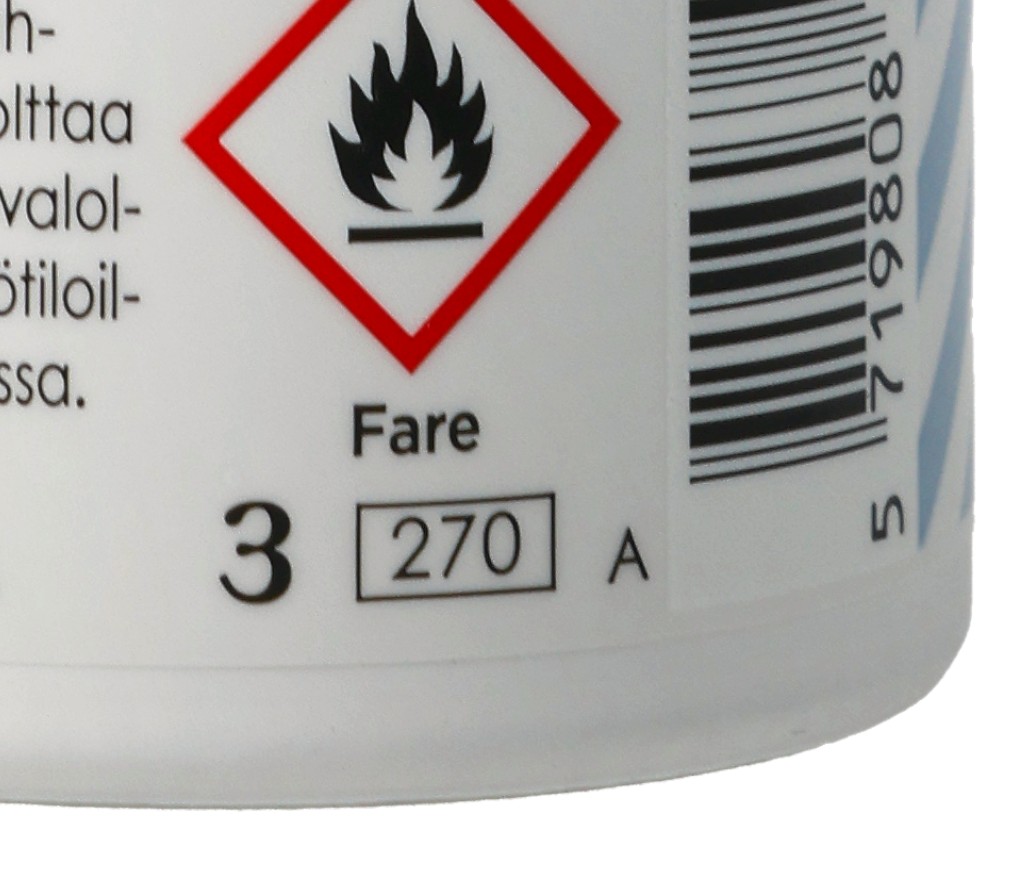 h-
olttaa
valol-
ötiloil-
ssa.
Fare
3 270 A
5 719808